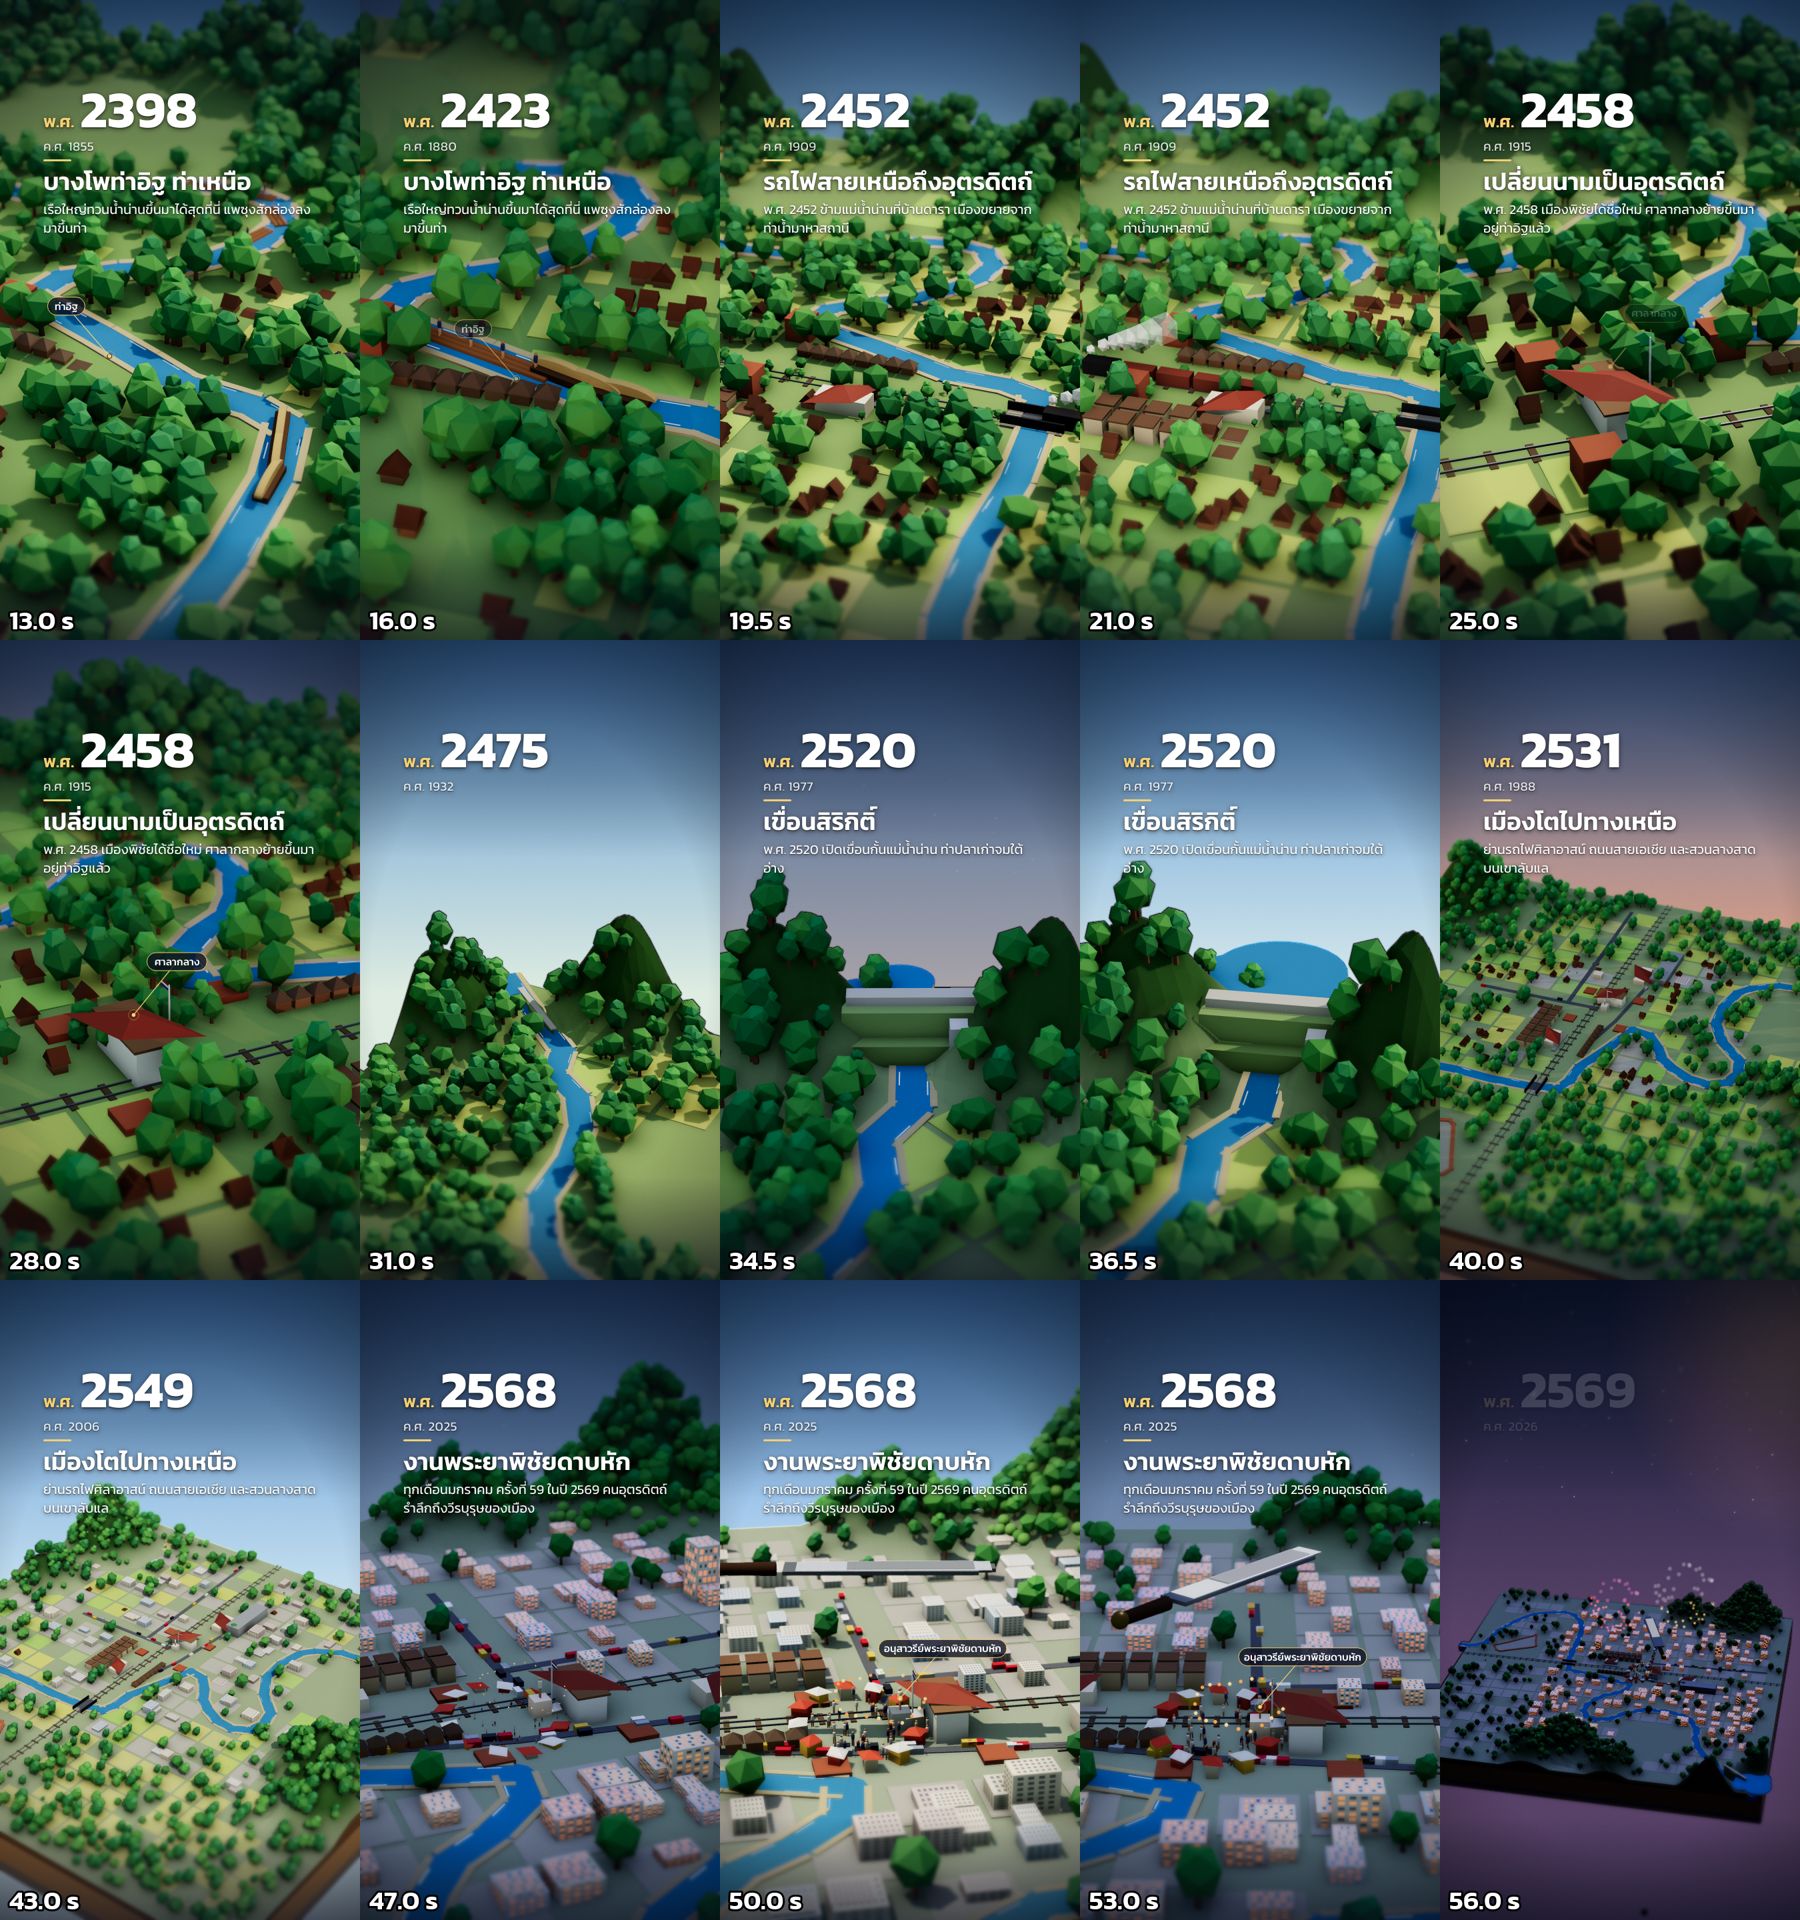 พ.ศ. 2398
ค.ศ. 1855
บางโพท่าอิฐ ท่าเหนือ
เรือใหญ่ทวนน้ำน่านขึ้นมาได้สุดที่นี่ แพซุงสักล่องลง
มาขึ้นท่า
ท่าอิฐ
13.0 s
พ.ศ. 2423
ค.ศ. 1880
บางโพท่าอิฐ ท่าเหนือ
เรือใหญ่ทวนน้ำน่านขึ้นมาได้สุดที่นี่ แพซุงสักล่องลง
มาขึ้นท่า
ท่าอิฐ
16.0 s
พ.ศ. 2452
ค.ศ. 1909
รถไฟสายเหนือถึงอุตรดิตถ์
พ.ศ. 2452 ข้ามแม่น้ำน่านที่บ้านดารา เมืองขยายจาก
ท่าน้ำมาหาสถานี
19.5 s
พ.ศ. 2452
ค.ศ. 1909
รถไฟสายเหนือถึงอุตรดิตถ์
พ.ศ. 2452 ข้ามแม่น้ำน่านที่บ้านดารา เมืองขยายจาก
ท่าน้ำมาหาสถานี
21.0 s
พ.ศ. 2458
ค.ศ. 1915
เปลี่ยนนามเป็นอุตรดิตถ์
พ.ศ. 2458 เมืองพิชัยได้ชื่อใหม่ ศาลากลางย้ายขึ้นมา
อยู่ท่าอิฐแล้ว
ศาลากลาง
25.0 s
พ.ศ. 2458
ค.ศ. 1915
เปลี่ยนนามเป็นอุตรดิตถ์
พ.ศ. 2458 เมืองพิชัยได้ชื่อใหม่ ศาลากลางย้ายขึ้นมา
อยู่ท่าอิฐแล้ว
ศาลากลาง
28.0 s
พ.ศ. 2475
ค.ศ. 1932
31.0 s
พ.ศ. 2520
ค.ศ. 1977
เขื่อนสิริกิติ์
พ.ศ. 2520 เปิดเขื่อนกั้นแม่น้ำน่าน ท่าปลาเก่าจมใต้
อ่าง
34.5 s
พ.ศ. 2520
ค.ศ. 1977
เขื่อนสิริกิติ์
พ.ศ. 2520 เปิดเขื่อนกั้นแม่น้ำน่าน ท่าปลาเก่าจมใต้
อ่าง
36.5 s
พ.ศ. 2531
ค.ศ. 1988
เมืองโตไปทางเหนือ
ย่านรถไฟศิลาอาสน์ ถนนสายเอเชีย และสวนลางสาด
บนเขาลับแล
40.0 s
พ.ศ. 2549
ค.ศ. 2006
เมืองโตไปทางเหนือ
ย่านรถไฟศิลาอาสน์ ถนนสายเอเชีย และสวนลางสาด
บนเขาลับแล
43.0 s
พ.ศ. 2568
ค.ศ. 2025
งานพระยาพิชัยดาบหัก
ทุกเดือนมกราคม ครั้งที่ 59 ในปี 2569 คนอุตรดิตถ์
รำลึกถึงวีรบุรุษของเมือง
47.0 s
พ.ศ. 2568
ค.ศ. 2025
งานพระยาพิชัยดาบหัก
ทุกเดือนมกราคม ครั้งที่ 59 ในปี 2569 คนอุตรดิตถ์
รำลึกถึงวีรบุรุษของเมือง
อนุสาวรีย์พระยาพิชัยดาบหัก
50.0 s
พ.ศ. 2568
ค.ศ. 2025
งานพระยาพิชัยดาบหัก
ทุกเดือนมกราคม ครั้งที่ 59 ในปี 2569 คนอุตรดิตถ์
รำลึกถึงวีรบุรุษของเมือง
อนุสาวรีย์พระยาพิชัยดาบหัก
53.0 s
พ.ศ. 2569
ค.ศ. 2026
56.0 s